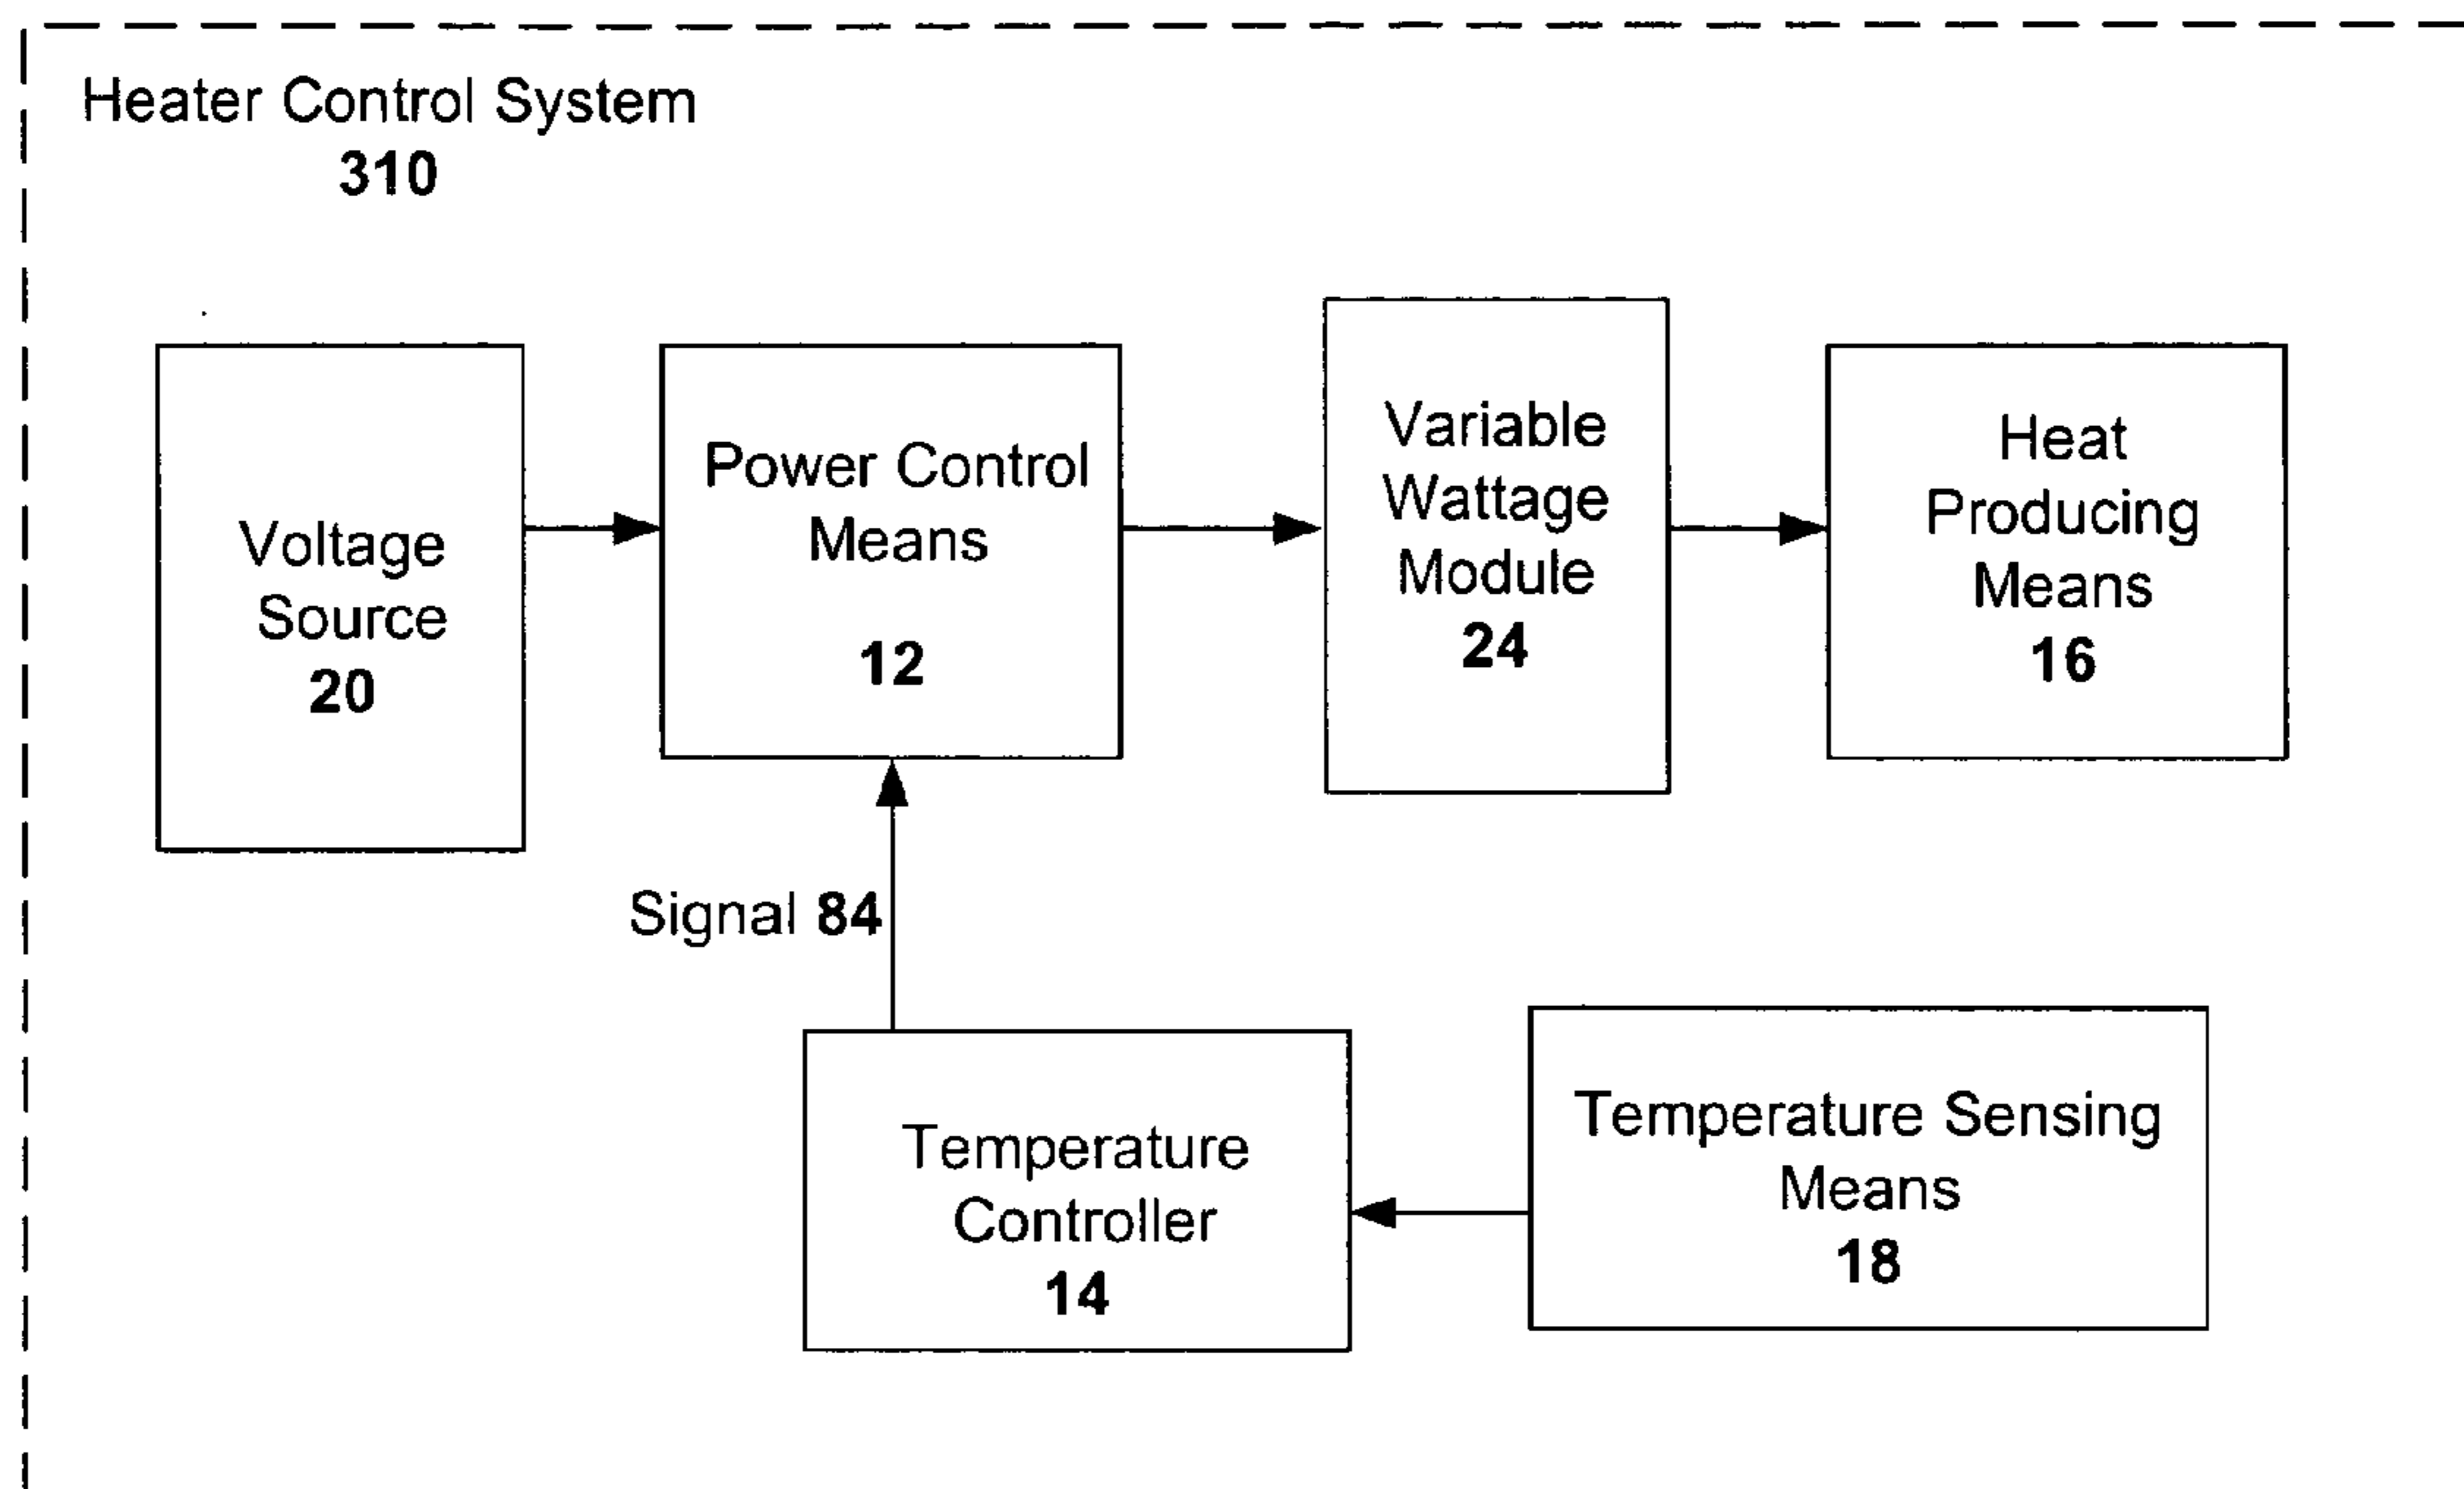 Heater Control System
310
Voltage
Source
20
Power Control
Means
12
Variable
Wattage
Module
24
Heat
Producing
Means
16
Signal 84
Temperature
Controller
14
Temperature Sensing
Means
18